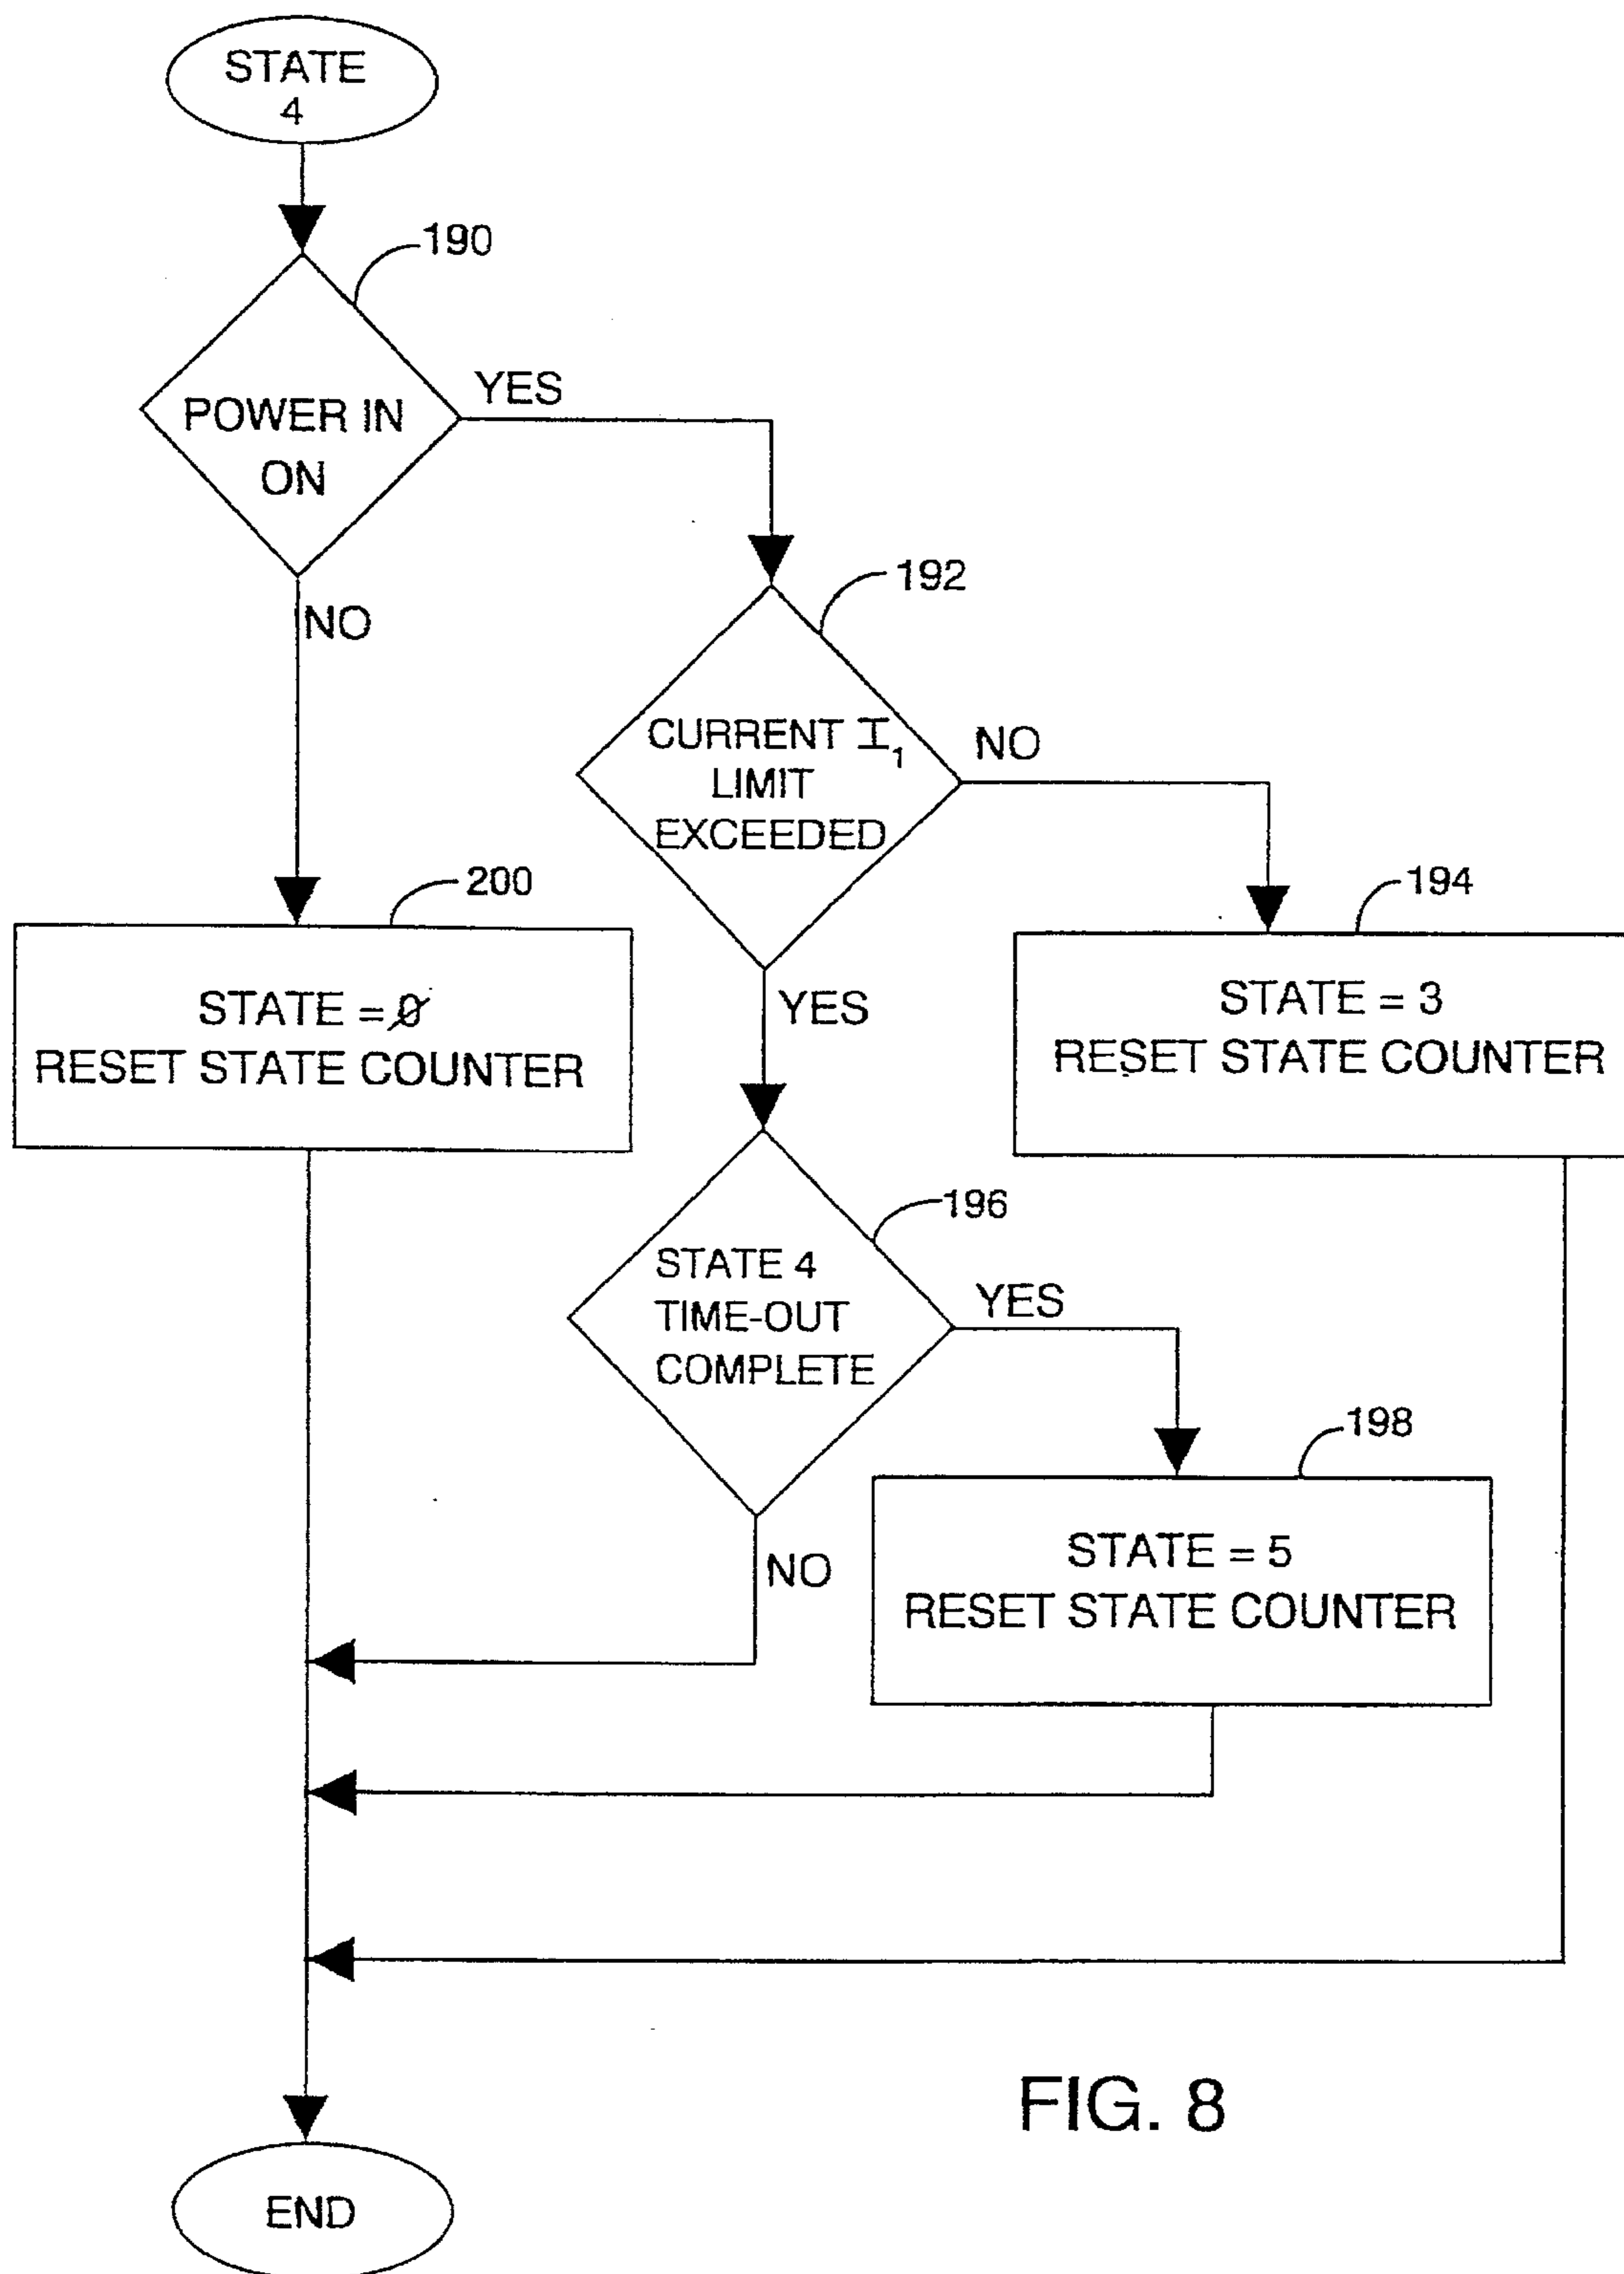 STATE
4
190
POWER IN
ON
YES
NO
192
CURRENT I₁
LIMIT
EXCEEDED
NO
YES
200
STATE = 0̸
RESET STATE COUNTER
194
STATE = 3
RESET STATE COUNTER
196
STATE 4
TIME-OUT
COMPLETE
YES
NO
198
STATE = 5
RESET STATE COUNTER
FIG. 8
END